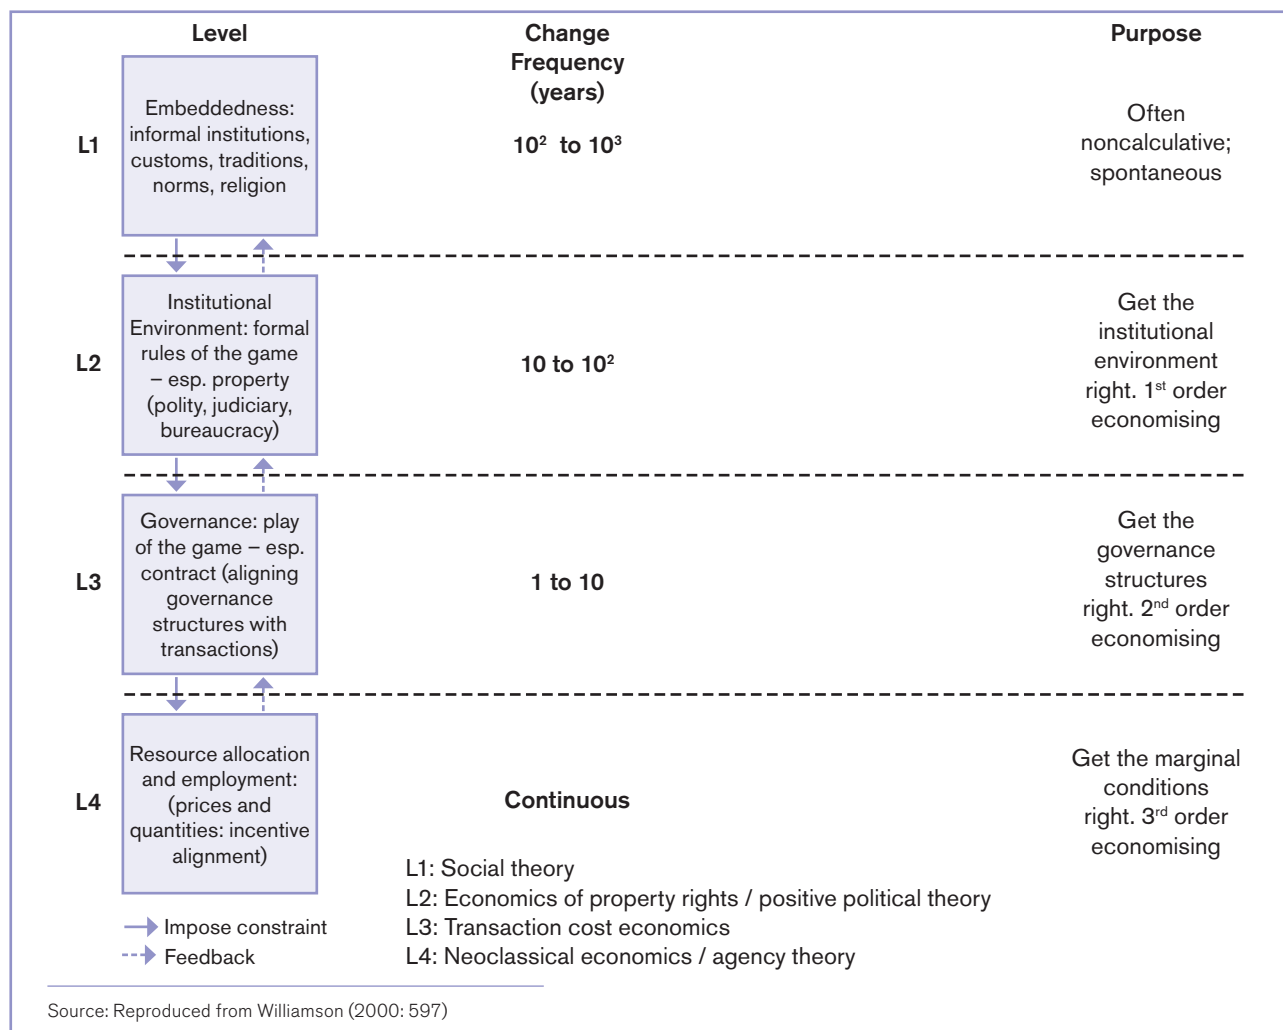 Level
Change
Frequency
(years)
Purpose
L1
Embeddedness:
informal institutions,
customs, traditions,
norms, religion
10² to 10³
Often
noncalculative;
spontaneous
L2
Institutional
Environment: formal
rules of the game
– esp. property
(polity, judiciary,
bureaucracy)
10 to 10²
Get the
institutional
environment
right. 1st order
economising
L3
Governance: play
of the game – esp.
contract (aligning
governance
structures with
transactions)
1 to 10
Get the
governance
structures
right. 2nd order
economising
L4
Resource allocation
and employment:
(prices and
quantities: incentive
alignment)
Continuous
Get the marginal
conditions
right. 3rd order
economising
L1: Social theory
L2: Economics of property rights / positive political theory
L3: Transaction cost economics
L4: Neoclassical economics / agency theory
Impose constraint
Feedback
Source: Reproduced from Williamson (2000: 597)